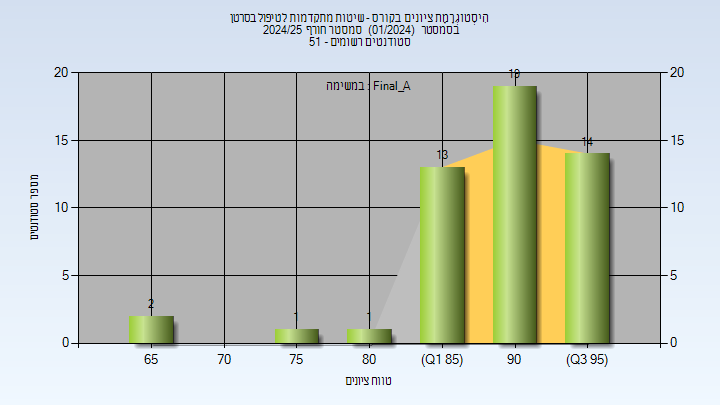 היסטוגרמת ציונים בקורס - שיטות מתקדמות לטיפול בסרטן
בסמסטר (01/2024) סמסטר חורף 2024/25
סטודנטים רשומים - 51
במשימה : Final_A
מספר סטודנטים
20 15 10 5 0
20 15 10 5 0
2 1 1 13 19 14
65 70 75 80 (Q1 85) 90 (Q3 95)
טווח ציונים